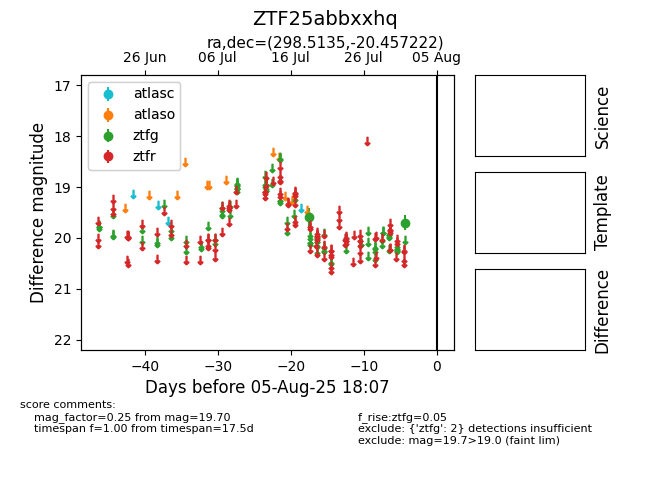 ZTF25abbxxhq
ra,dec=(298.5135,-20.457222)
26 Jun 06 Jul 16 Jul 26 Jul 05 Aug
atlasc
atlaso
ztfg
ztfr
17
18
19
20
21
22
Difference magnitude
−40 −30 −20 −10 0
Days before 05-Aug-25 18:07
Science
Template
Difference
score comments:
mag_factor=0.25 from mag=19.70
timespan f=1.00 from timespan=17.5d
f_rise:ztfg=0.05
exclude: {'ztfg': 2} detections insufficient
exclude: mag=19.7>19.0 (faint lim)